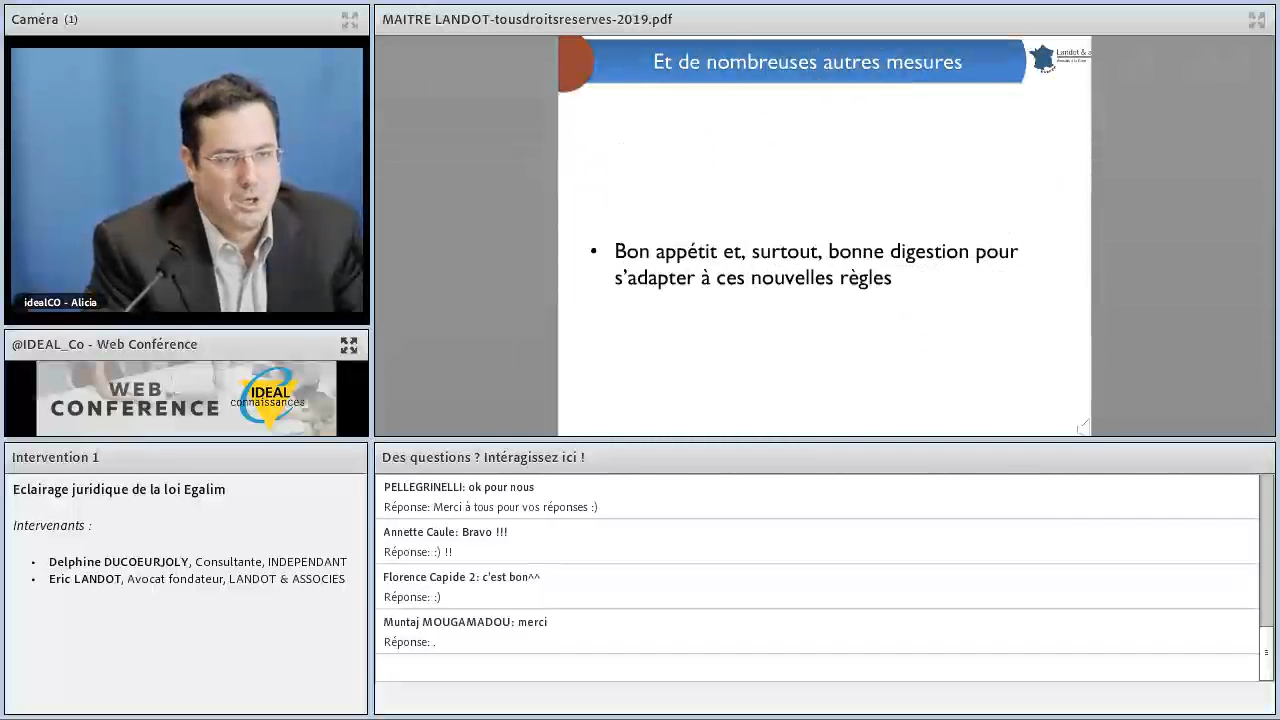 Caméra (1)
idealCO - Alicia
@IDEAL_Co - Web Conférence
WEB
CONFERENCE
IDEAL
connaissances
Intervention 1
Eclairage juridique de la loi Egalim
Intervenants :
• Delphine DUCOEURJOLY, Consultante, INDEPENDANT
• Eric LANDOT, Avocat fondateur, LANDOT & ASSOCIES
MAITRE LANDOT-tousdroitsreserves-2019.pdf
Et de nombreuses autres mesures
Landot & a
• Bon appétit et, surtout, bonne digestion pour
s'adapter à ces nouvelles règles
Des questions ? Intéragissez ici !
PELLEGRINELLI: ok pour nous
Réponse: Merci à tous pour vos réponses :)
Annette Caule: Bravo !!!
Réponse: :) !!
Florence Capide 2: c'est bon^^
Réponse: :)
Muntaj MOUGAMADOU: merci
Réponse: .